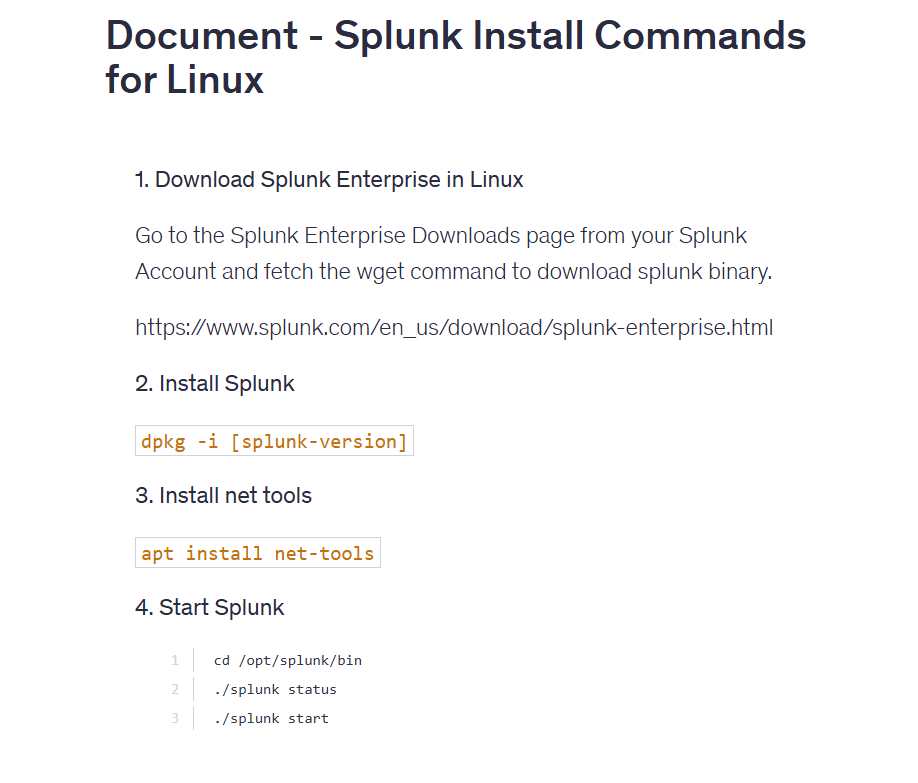 Document - Splunk Install Commands
for Linux
1. Download Splunk Enterprise in Linux
Go to the Splunk Enterprise Downloads page from your Splunk
Account and fetch the wget command to download splunk binary.
https://www.splunk.com/en_us/download/splunk-enterprise.html
2. Install Splunk
dpkg -i [splunk-version]
3. Install net tools
apt install net-tools
4. Start Splunk
1 cd /opt/splunk/bin
2 ./splunk status
3 ./splunk start